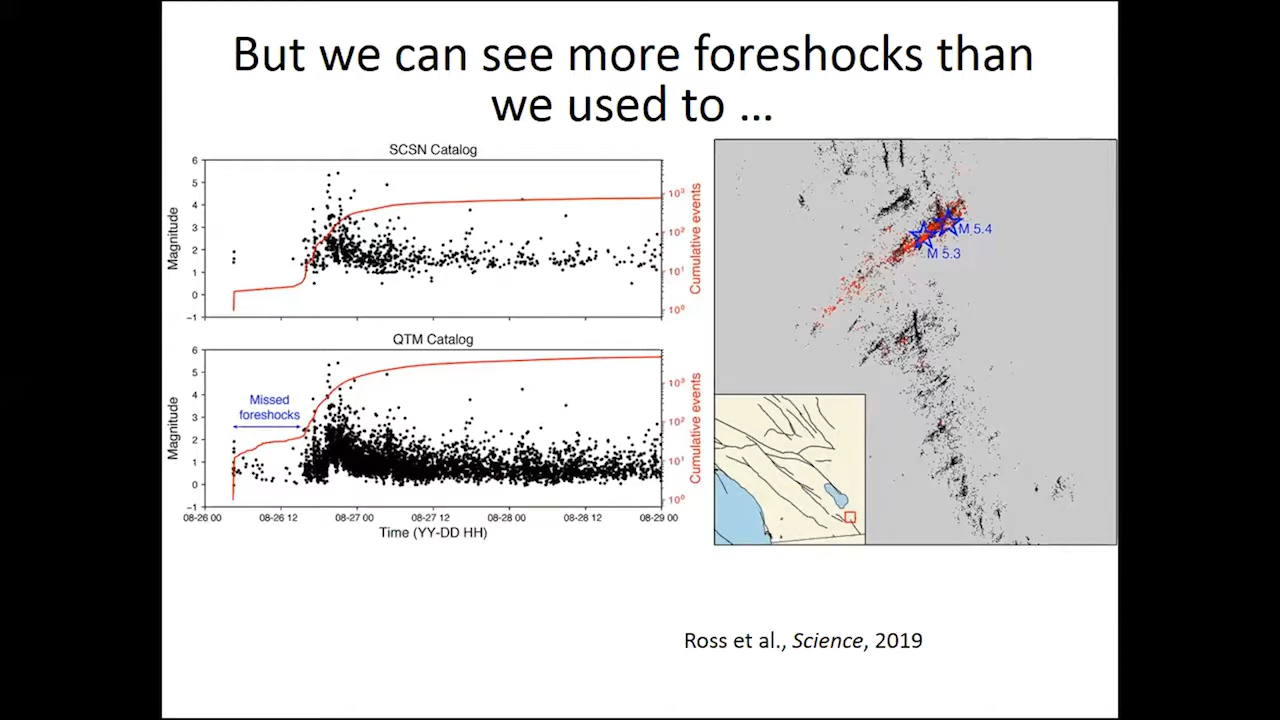 But we can see more foreshocks than
we used to …
SCSN Catalog
6
5
4
3
2
1
0
−1
Magnitude
10³
10²
10¹
10⁰
Cumulative events
QTM Catalog
6
5
4
3
2
1
0
−1
Magnitude
Missed
foreshocks
10³
10²
10¹
10⁰
Cumulative events
08-26 00
08-26 12
08-27 00
08-27 12
08-28 00
08-26 12
08-29 00
Time (YY-DD HH)
M 5.4
M 5.3
Ross et al., Science, 2019